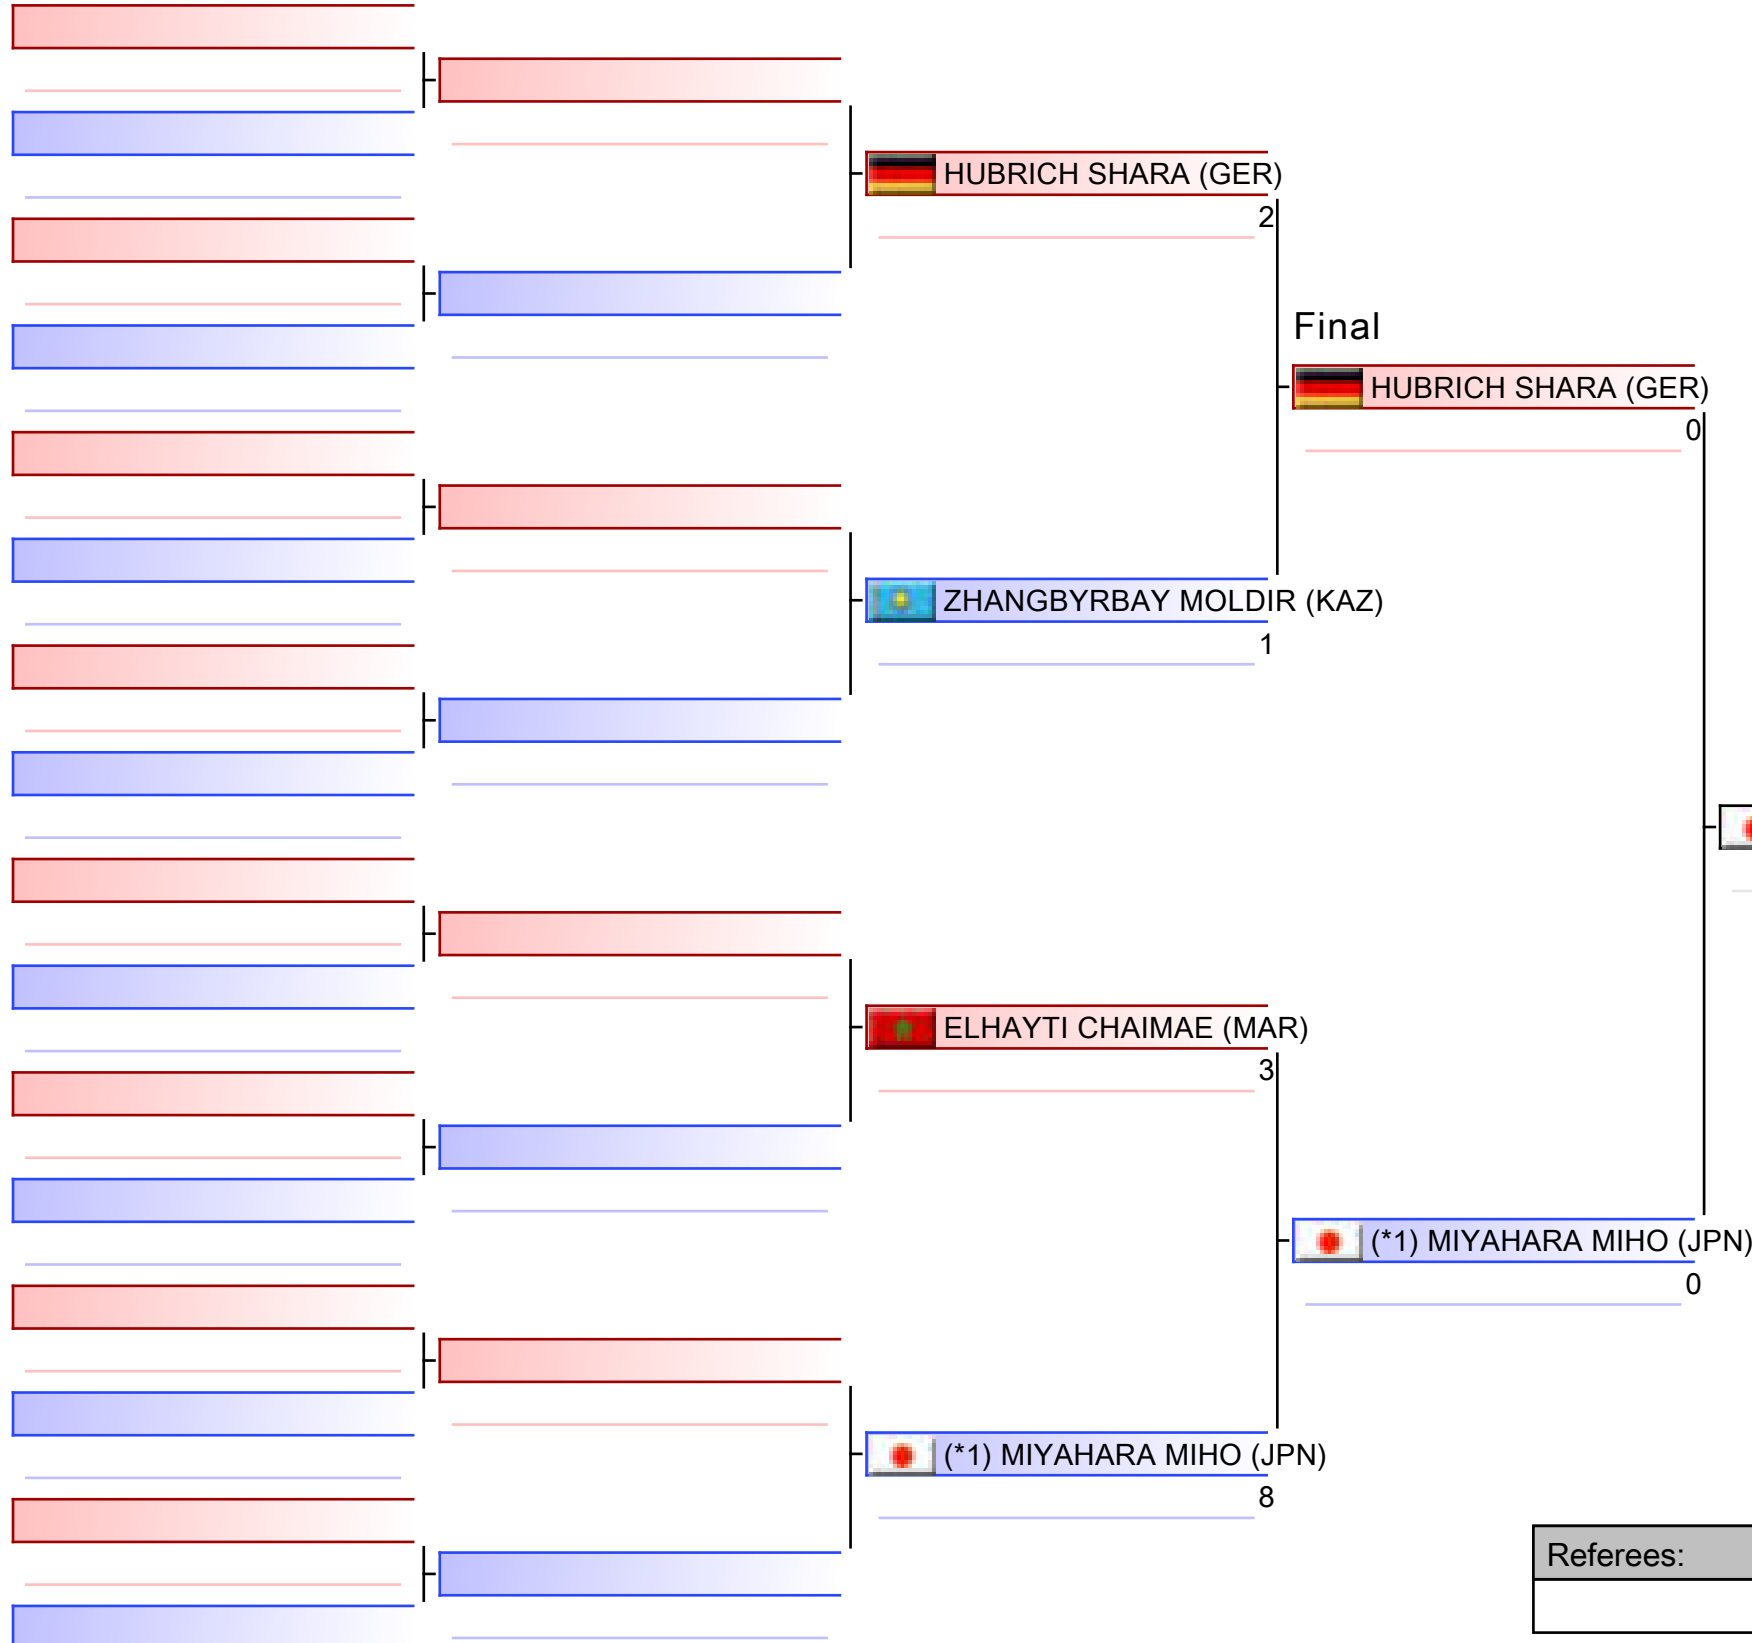 HUBRICH SHARA (GER)
2
Final
HUBRICH SHARA (GER)
0
ZHANGBYRBAY MOLDIR (KAZ)
1
ELHAYTI CHAIMAE (MAR)
3
(*1) MIYAHARA MIHO (JPN)
0
(*1) MIYAHARA MIHO (JPN)
8
Referees: